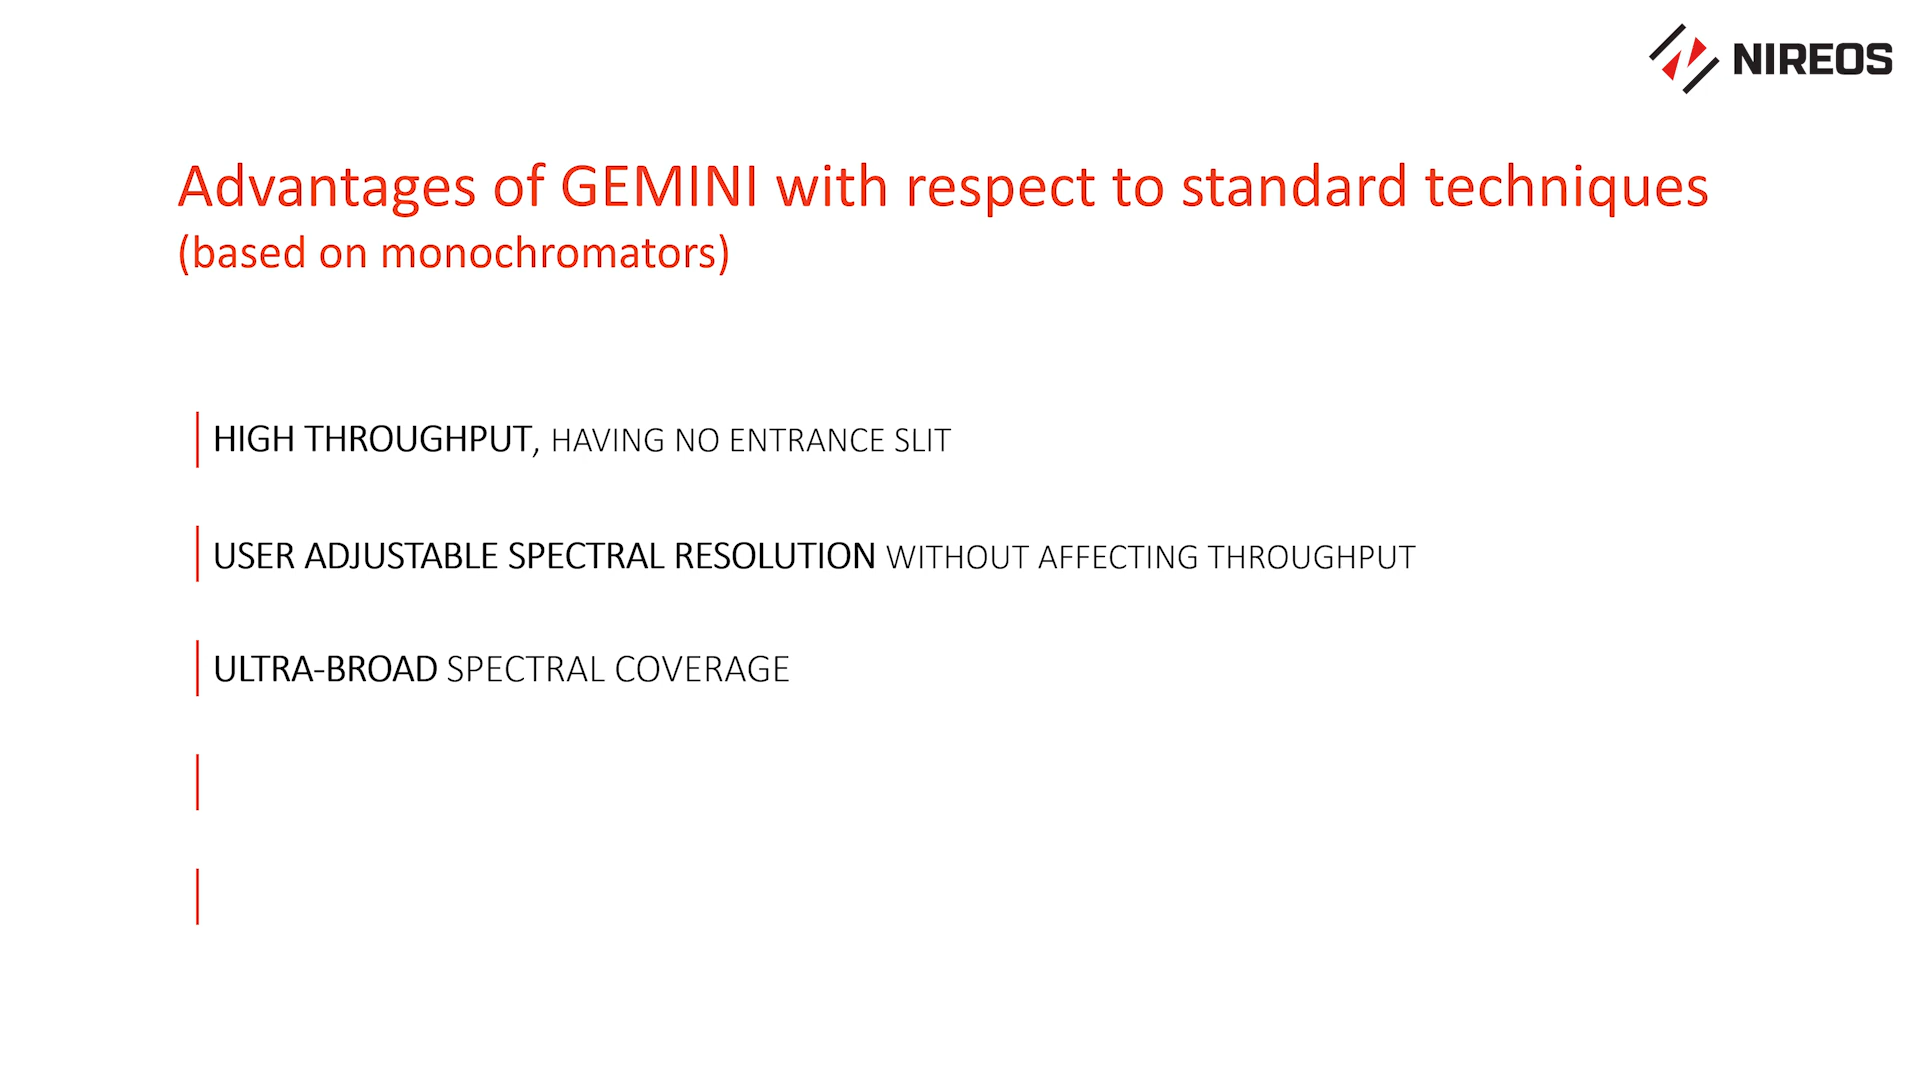 NIREOS
Advantages of GEMINI with respect to standard techniques
(based on monochromators)
HIGH THROUGHPUT, HAVING NO ENTRANCE SLIT
USER ADJUSTABLE SPECTRAL RESOLUTION WITHOUT AFFECTING THROUGHPUT
ULTRA-BROAD SPECTRAL COVERAGE